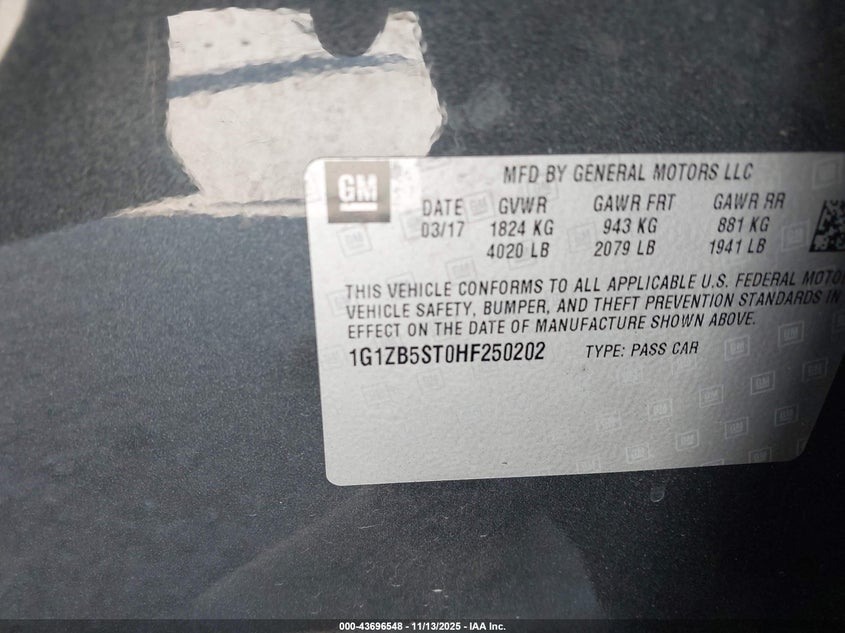 GM
MFD BY GENERAL MOTORS LLC
DATE GVWR GAWR FRT GAWR RR
03/17 1824 KG 943 KG 881 KG
4020 LB 2079 LB 1941 LB
THIS VEHICLE CONFORMS TO ALL APPLICABLE U.S. FEDERAL MOTO
VEHICLE SAFETY, BUMPER, AND THEFT PREVENTION STANDARDS IN
EFFECT ON THE DATE OF MANUFACTURE SHOWN ABOVE.
1G1ZB5ST0HF250202 TYPE: PASS CAR
000-43696548 - 11/13/2025 - IAA Inc.